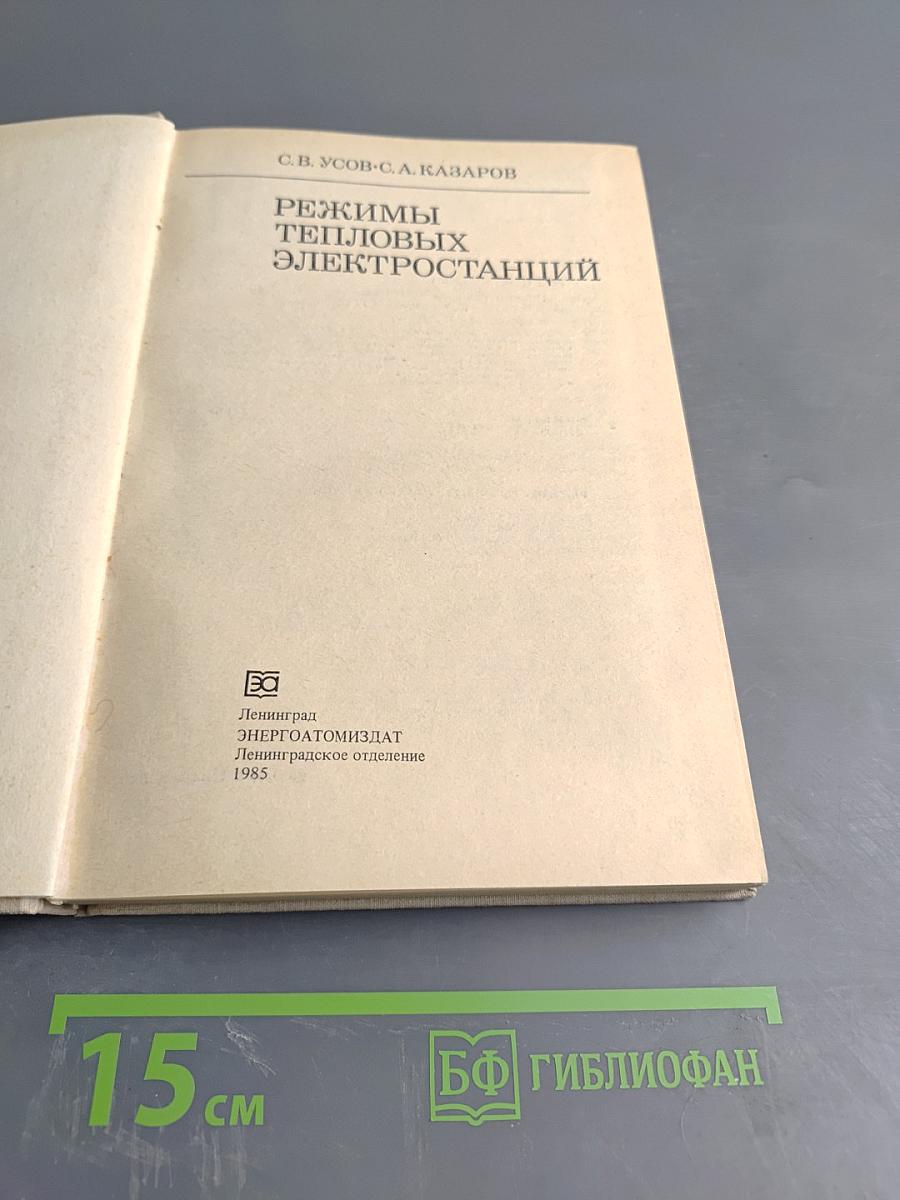 С. В. УСОВ·С. А. КАЗАРОВ
РЕЖИМЫ
ТЕПЛОВЫХ
ЭЛЕКТРОСТАНЦИЙ
ЭА
Ленинград
ЭНЕРГОАТОМИЗДАТ
Ленинградское отделение
1985
15 см
БФ ГИБЛИОФАН